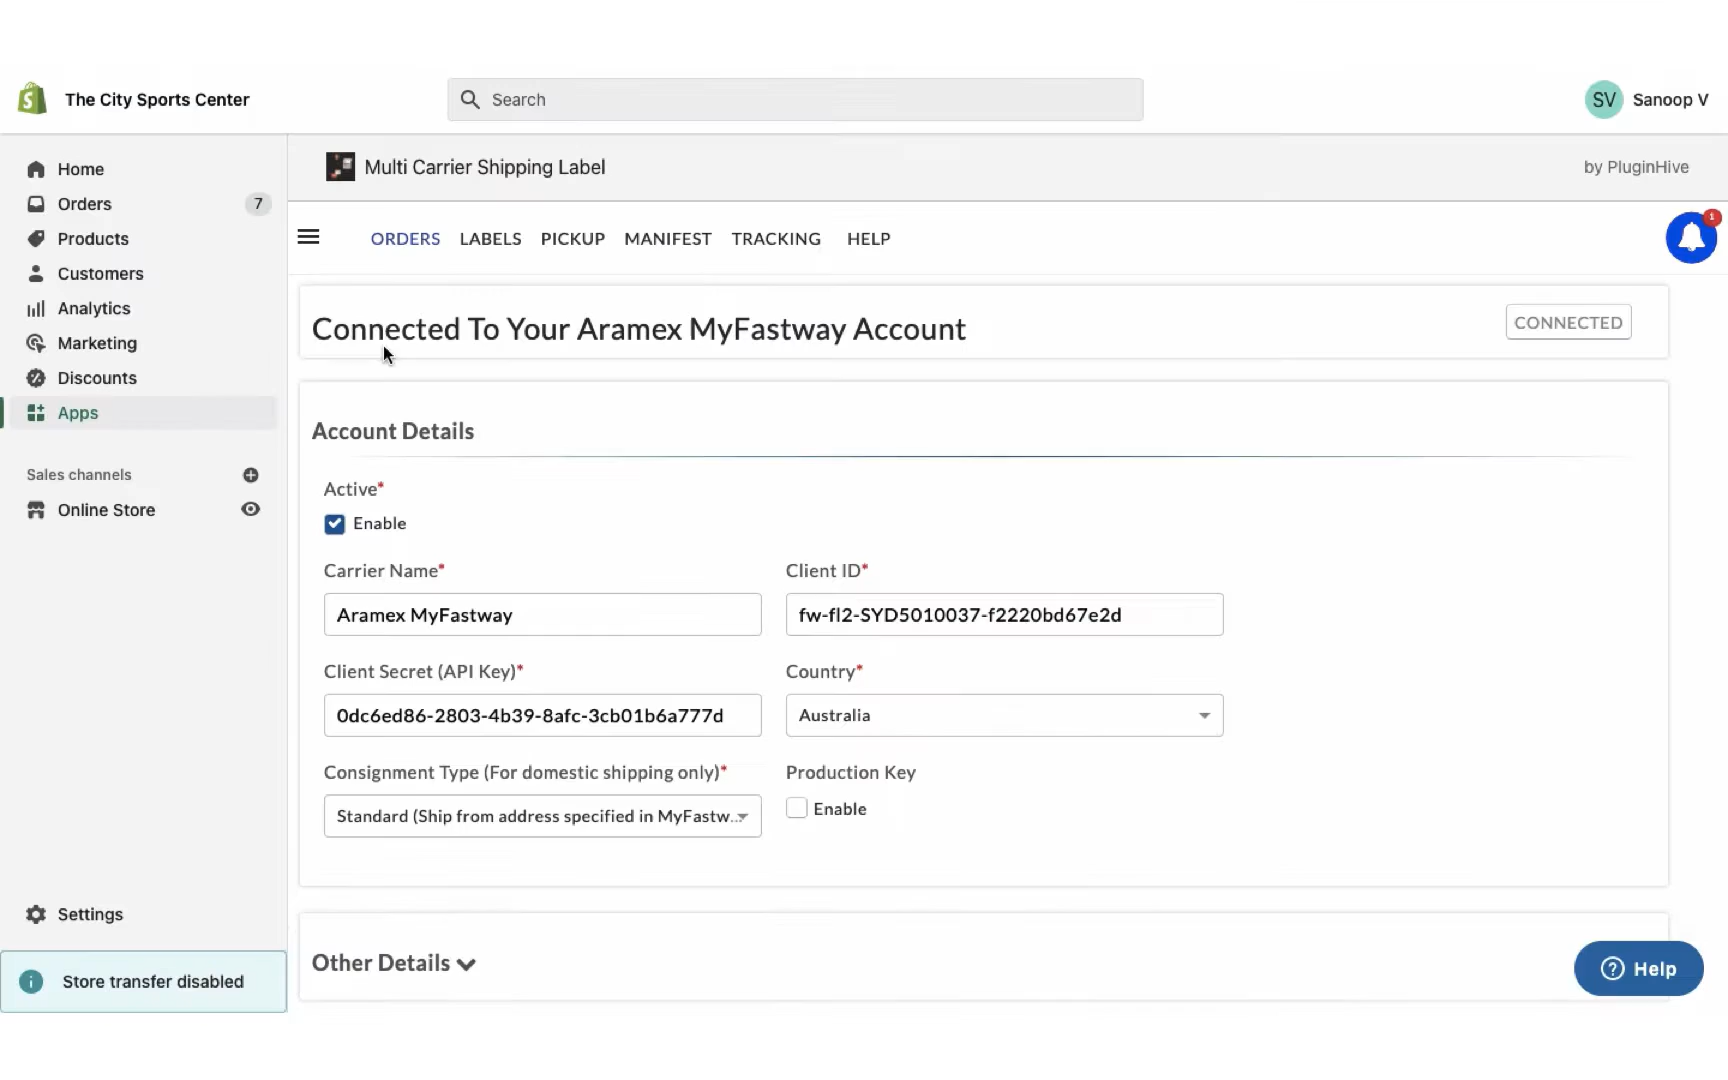 The City Sports Center
Search
SV
Sanoop V
Home
Orders
7
Products
Customers
Analytics
Marketing
Discounts
Apps
Sales channels
Online Store
Settings
Store transfer disabled
Multi Carrier Shipping Label
by PluginHive
ORDERS LABELS PICKUP MANIFEST TRACKING HELP
1
Connected To Your Aramex MyFastway Account
CONNECTED
Account Details
Active*
Enable
Carrier Name*
Client ID*
Aramex MyFastway
fw-fl2-SYD5010037-f2220bd67e2d
Client Secret (API Key)*
Country*
0dc6ed86-2803-4b39-8afc-3cb01b6a777d
Australia
Consignment Type (For domestic shipping only)*
Production Key
Standard (Ship from address specified in MyFastw...
Enable
Other Details
Help